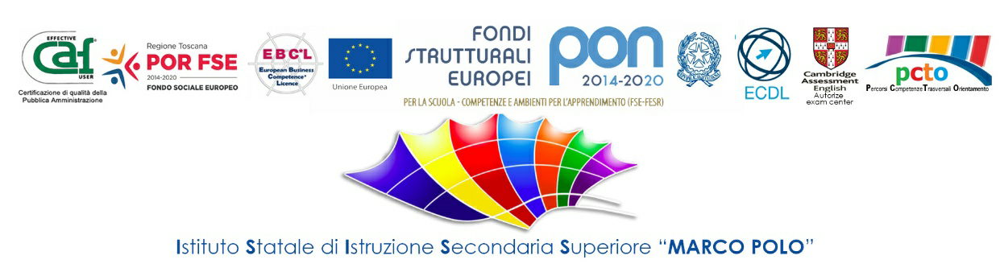 EFFECTIVE
caf
USER
Certificazione di qualità della
Pubblica Amministrazione
Regione Toscana
POR FSE
2014-2020
FONDO SOCIALE EUROPEO
EBC*L
European Business
Competence* Licence
Unione Europea
FONDI
STRUTTURALI
EUROPEI
pon
2014-2020
PER LA SCUOLA - COMPETENZE E AMBIENTI PER L'APPRENDIMENTO (FSE-FESR)
ECDL
Cambridge
Assessment
English
Autorize
exam center
pcto
Percorsi Competenze Trasversali Orientamento
Istituto Statale di Istruzione Secondaria Superiore “MARCO POLO”